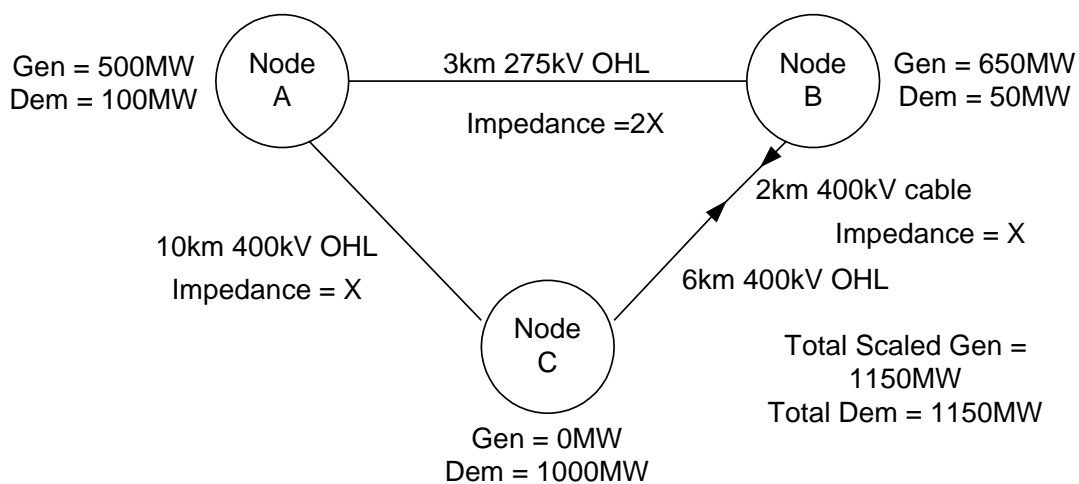 Gen = 500MW
Dem = 100MW
Node
A
3km 275kV OHL
Impedance =2X
Node
B
Gen = 650MW
Dem = 50MW
2km 400kV cable
Impedance = X
10km 400kV OHL
Impedance = X
6km 400kV OHL
Node
C
Total Scaled Gen =
1150MW
Total Dem = 1150MW
Gen = 0MW
Dem = 1000MW